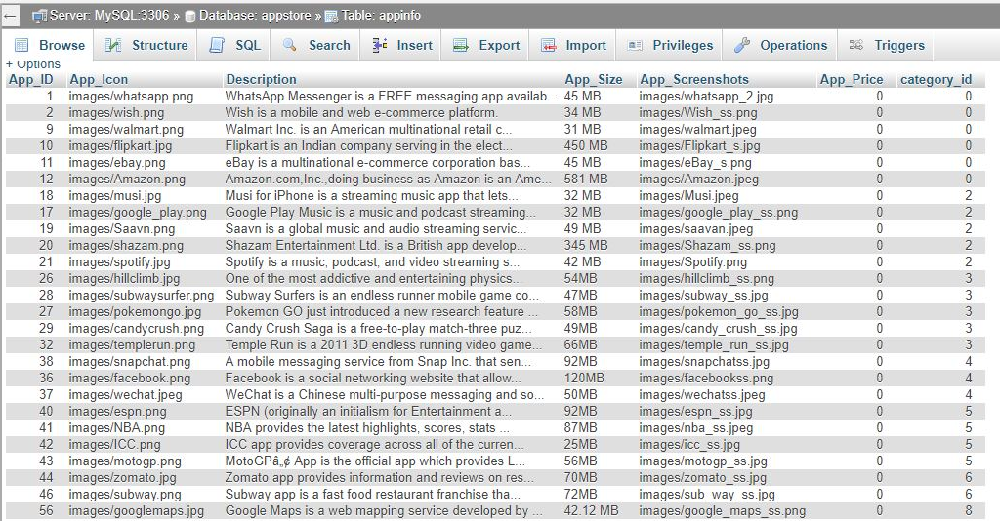 Server: MySQL:3306 » Database: appstore » Table: appinfo
Browse Structure SQL Search Insert Export Import Privileges Operations Triggers
+ Options
App_ID App_Icon Description App_Size App_Screenshots App_Price category_id
1 images/whatsapp.png WhatsApp Messenger is a FREE messaging app availab... 45 MB images/whatsapp_2.jpg 0 0
2 images/wish.png Wish is a mobile and web e-commerce platform. 34 MB images/Wish_ss.png 0 0
9 images/walmart.png Walmart Inc. is an American multinational retail c... 31 MB images/walmart.jpeg 0 0
10 images/flipkart.jpg Flipkart is an Indian company serving in the elect... 450 MB images/Flipkart_s.jpg 0 0
11 images/ebay.png eBay is a multinational e-commerce corporation bas... 45 MB images/eBay_s.png 0 0
12 images/Amazon.png Amazon.com,Inc.,doing business as Amazon is an Ame... 581 MB images/Amazon.jpeg 0 0
18 images/musi.jpg Musi for iPhone is a streaming music app that lets... 32 MB images/Musi.jpeg 0 2
17 images/google_play.png Google Play Music is a music and podcast streaming... 32 MB images/google_play_ss.png 0 2
19 images/Saavn.png Saavn is a global music and audio streaming servic... 49 MB images/saavan.jpeg 0 2
20 images/shazam.png Shazam Entertainment Ltd. is a British app develop... 345 MB images/Shazam_ss.png 0 2
21 images/spotify.jpg Spotify is a music, podcast, and video streaming s... 42 MB images/Spotify.png 0 2
26 images/hillclimb.jpg One of the most addictive and entertaining physics... 54MB images/hillclimb_ss.png 0 3
28 images/subwaysurfer.png Subway Surfers is an endless runner mobile game co... 47MB images/subway_ss.jpg 0 3
27 images/pokemongo.jpg Pokemon GO just introduced a new research feature ... 58MB images/pokemon_go_ss.jpg 0 3
29 images/candycrush.png Candy Crush Saga is a free-to-play match-three puz... 49MB images/candy_crush_ss.jpg 0 3
32 images/templerun.png Temple Run is a 2011 3D endless running video game... 66MB images/temple_run_ss.jpg 0 3
38 images/snapchat.png A mobile messaging service from Snap Inc. that sen... 92MB images/snapchatss.jpg 0 4
36 images/facebook.png Facebook is a social networking website that allow... 120MB images/facebookss.png 0 4
37 images/wechat.jpeg WeChat is a Chinese multi-purpose messaging and so... 50MB images/wechatss.jpeg 0 4
40 images/espn.png ESPN (originally an initialism for Entertainment a... 92MB images/espn_ss.jpg 0 5
41 images/NBA.png NBA provides the latest highlights, scores, stats ... 87MB images/nba_ss.jpeg 0 5
42 images/ICC.png ICC app provides coverage across all of the curren... 25MB images/icc_ss.jpg 0 5
43 images/motogp.png MotoGPâ„¢ App is the official app which provides L... 56MB images/motogp_ss.jpg 0 5
44 images/zomato.jpg Zomato app provides information and reviews on res... 70MB images/zomato_ss.jpg 0 6
46 images/subway.png Subway app is a fast food restaurant franchise tha... 72MB images/sub_way_ss.jpg 0 6
56 images/googlemaps.jpg Google Maps is a web mapping service developed by ... 42.12 MB images/google_maps_ss.png 0 8